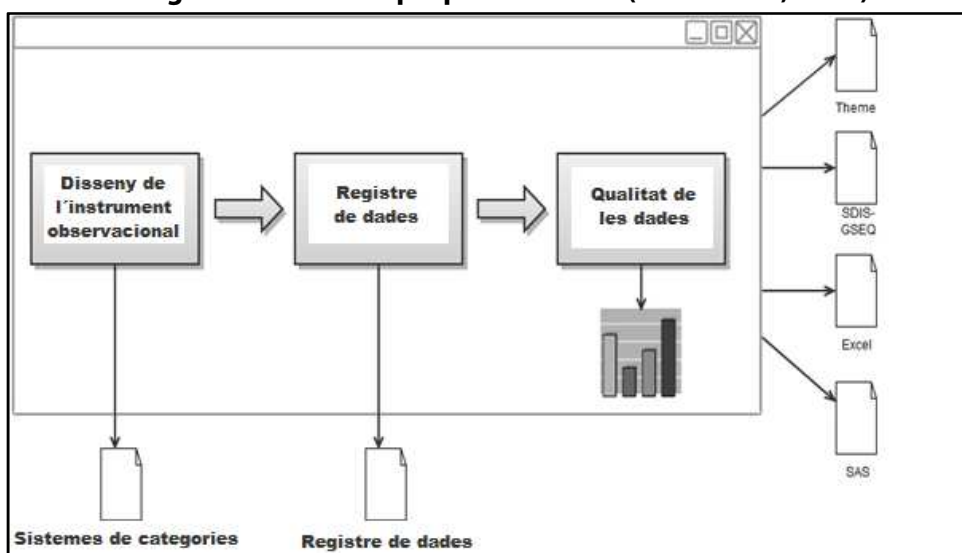 Theme
Disseny de
l´instrument
observacional
Registre
de dades
Qualitat de
les dades
SDIS-
GSEQ
Excel
SAS
Sistemes de categories
Registre de dades